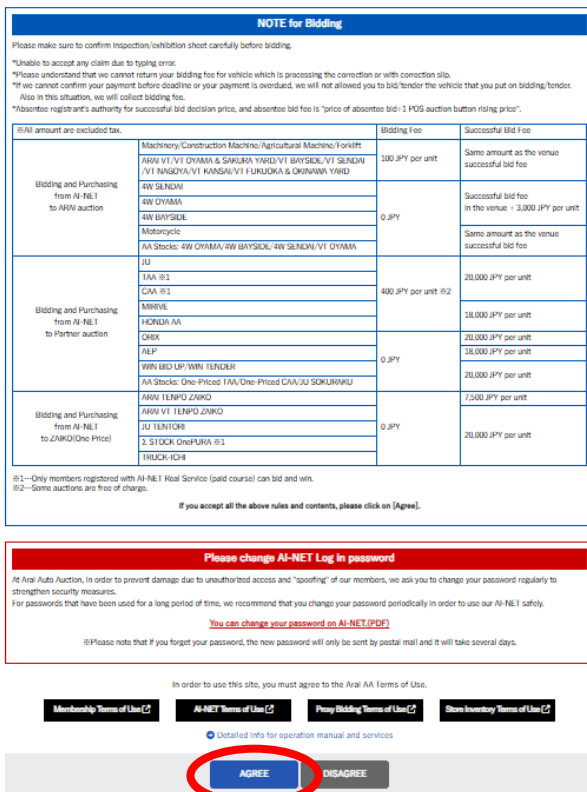 NOTE for Bidding
Please make sure to confirm inspection/exhibition sheet carefully before bidding.
*Unable to accept any claim due to typing error.
*Please understand that we cannot return your bidding fee for vehicle which is processing the correction or with correction slip.
*If we cannot confirm your payment before deadline or your payment is overdued, we will not allowed you to bid/tender the vehicle that you put on bidding/tender.
Also in this situation, we will collect bidding fee.
*Absentee registrant's authority for successful bid decision price, and absentee bid fee is "price of absentee bid+1 POS auction button rising price".
※All amount are excluded tax.
Bidding Fee
Successful Bid Fee
Bidding and Purchasing
from AI-NET
to ARAI auction
Machinery/Construction Machine/Agricultural Machine/Forklift
ARAI VT/VT OYAMA & SAKURA YARD/VT BAYSIDE/VT SENDAI
/VT NAGOYA/VT KANSAI/VT FUKUOKA & OKINAWA YARD
100 JPY per unit
Same amount as the venue
successful bid fee
4W SENDAI
4W OYAMA
4W BAYSIDE
Motorcycle
AA Stocks: 4W OYAMA/4W BAYSIDE/4W SENDAI/VT OYAMA
0 JPY
Successful bid fee
in the venue + 3,000 JPY per unit
Same amount as the venue
successful bid fee
Bidding and Purchasing
from AI-NET
to Partner auction
JU
TAA ※1
CAA ※1
MIRIVE
HONDA AA
400 JPY per unit ※2
20,000 JPY per unit
18,000 JPY per unit
ORIX
AEP
WIN BID UP/WIN TENDER
AA Stocks: One-Priced TAA/One-Priced CAA/JU SOKURAKU
0 JPY
20,000 JPY per unit
18,000 JPY per unit
20,000 JPY per unit
Bidding and Purchasing
from AI-NET
to ZAIKO(One Price)
ARAI TENPO ZAIKO
ARAI VT TENPO ZAIKO
JU TENTORI
Σ STOCK OnePURA ※1
TRUCK-ICHI
0 JPY
7,500 JPY per unit
20,000 JPY per unit
※1…Only members registered with AI-NET Real Service (paid course) can bid and win.
※2…Some auctions are free of charge.
If you accept all the above rules and contents, please click on [Agree].
Please change AI-NET Log in password
At Arai Auto Auction, in order to prevent damage due to unauthorized access and "spoofing" of our members, we ask you to change your password regularly to
strengthen security measures.
For passwords that have been used for a long period of time, we recommend that you change your password periodically in order to use our AI-NET safely.
You can change your password on AI-NET.(PDF)
※Please note that if you forget your password, the new password will only be sent by postal mail and it will take several days.
In order to use this site, you must agree to the Arai AA Terms of Use.
Membership Terms of Use
AI-NET Terms of Use
Proxy Bidding Terms of Use
Store Inventory Terms of Use
Detailed info for operation manual and services
AGREE
DISAGREE